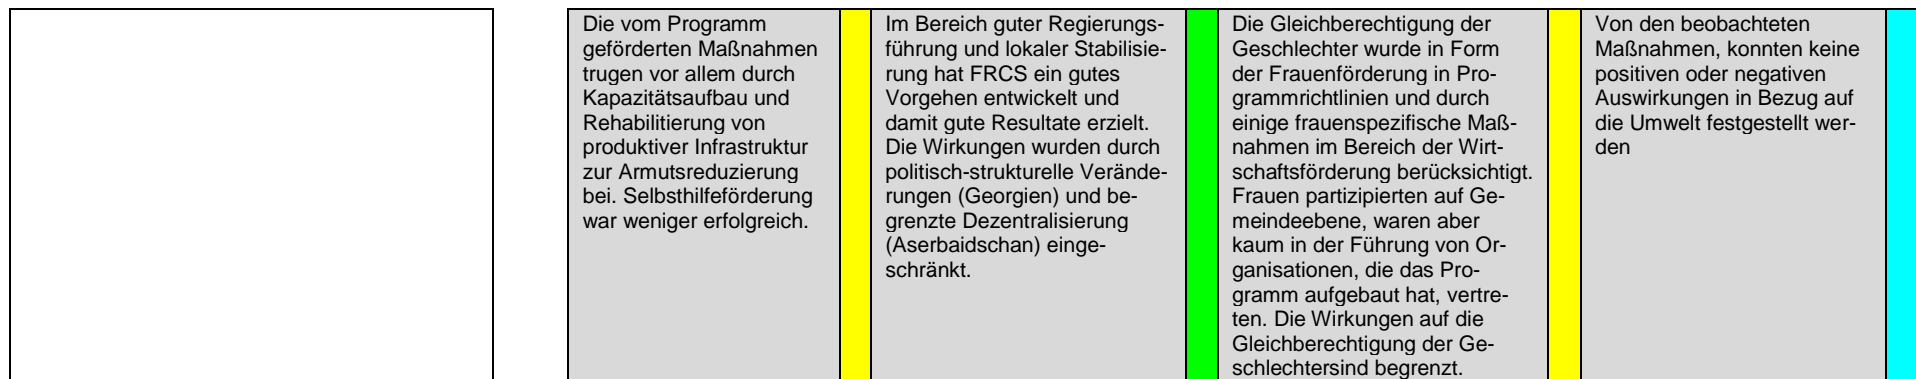 Die vom Programm
geförderten Maßnahmen
trugen vor allem durch
Kapazitätsaufbau und
Rehabilitierung von
produktiver Infrastruktur
zur Armutsreduzierung
bei. Selbsthilfeförderung
war weniger erfolgreich.
Im Bereich guter Regierungs-
führung und lokaler Stabilisie-
rung hat FRCS ein gutes
Vorgehen entwickelt und
damit gute Resultate erzielt.
Die Wirkungen wurden durch
politisch-strukturelle Verände-
rungen (Georgien) und be-
grenzte Dezentralisierung
(Aserbaidschan) einge-
schränkt.
Die Gleichberechtigung der
Geschlechter wurde in Form
der Frauenförderung in Pro-
grammrichtlinien und durch
einige frauenspezifische Maß-
nahmen im Bereich der Wirt-
schaftsförderung berücksichtigt.
Frauen partizipierten auf Ge-
meindeebene, waren aber
kaum in der Führung von Or-
ganisationen, die das Pro-
gramm aufgebaut hat, vertre-
ten. Die Wirkungen auf die
Gleichberechtigung der Ge-
schlechtersind begrenzt.
Von den beobachteten
Maßnahmen, konnten keine
positiven oder negativen
Auswirkungen in Bezug auf
die Umwelt festgestellt wer-
den